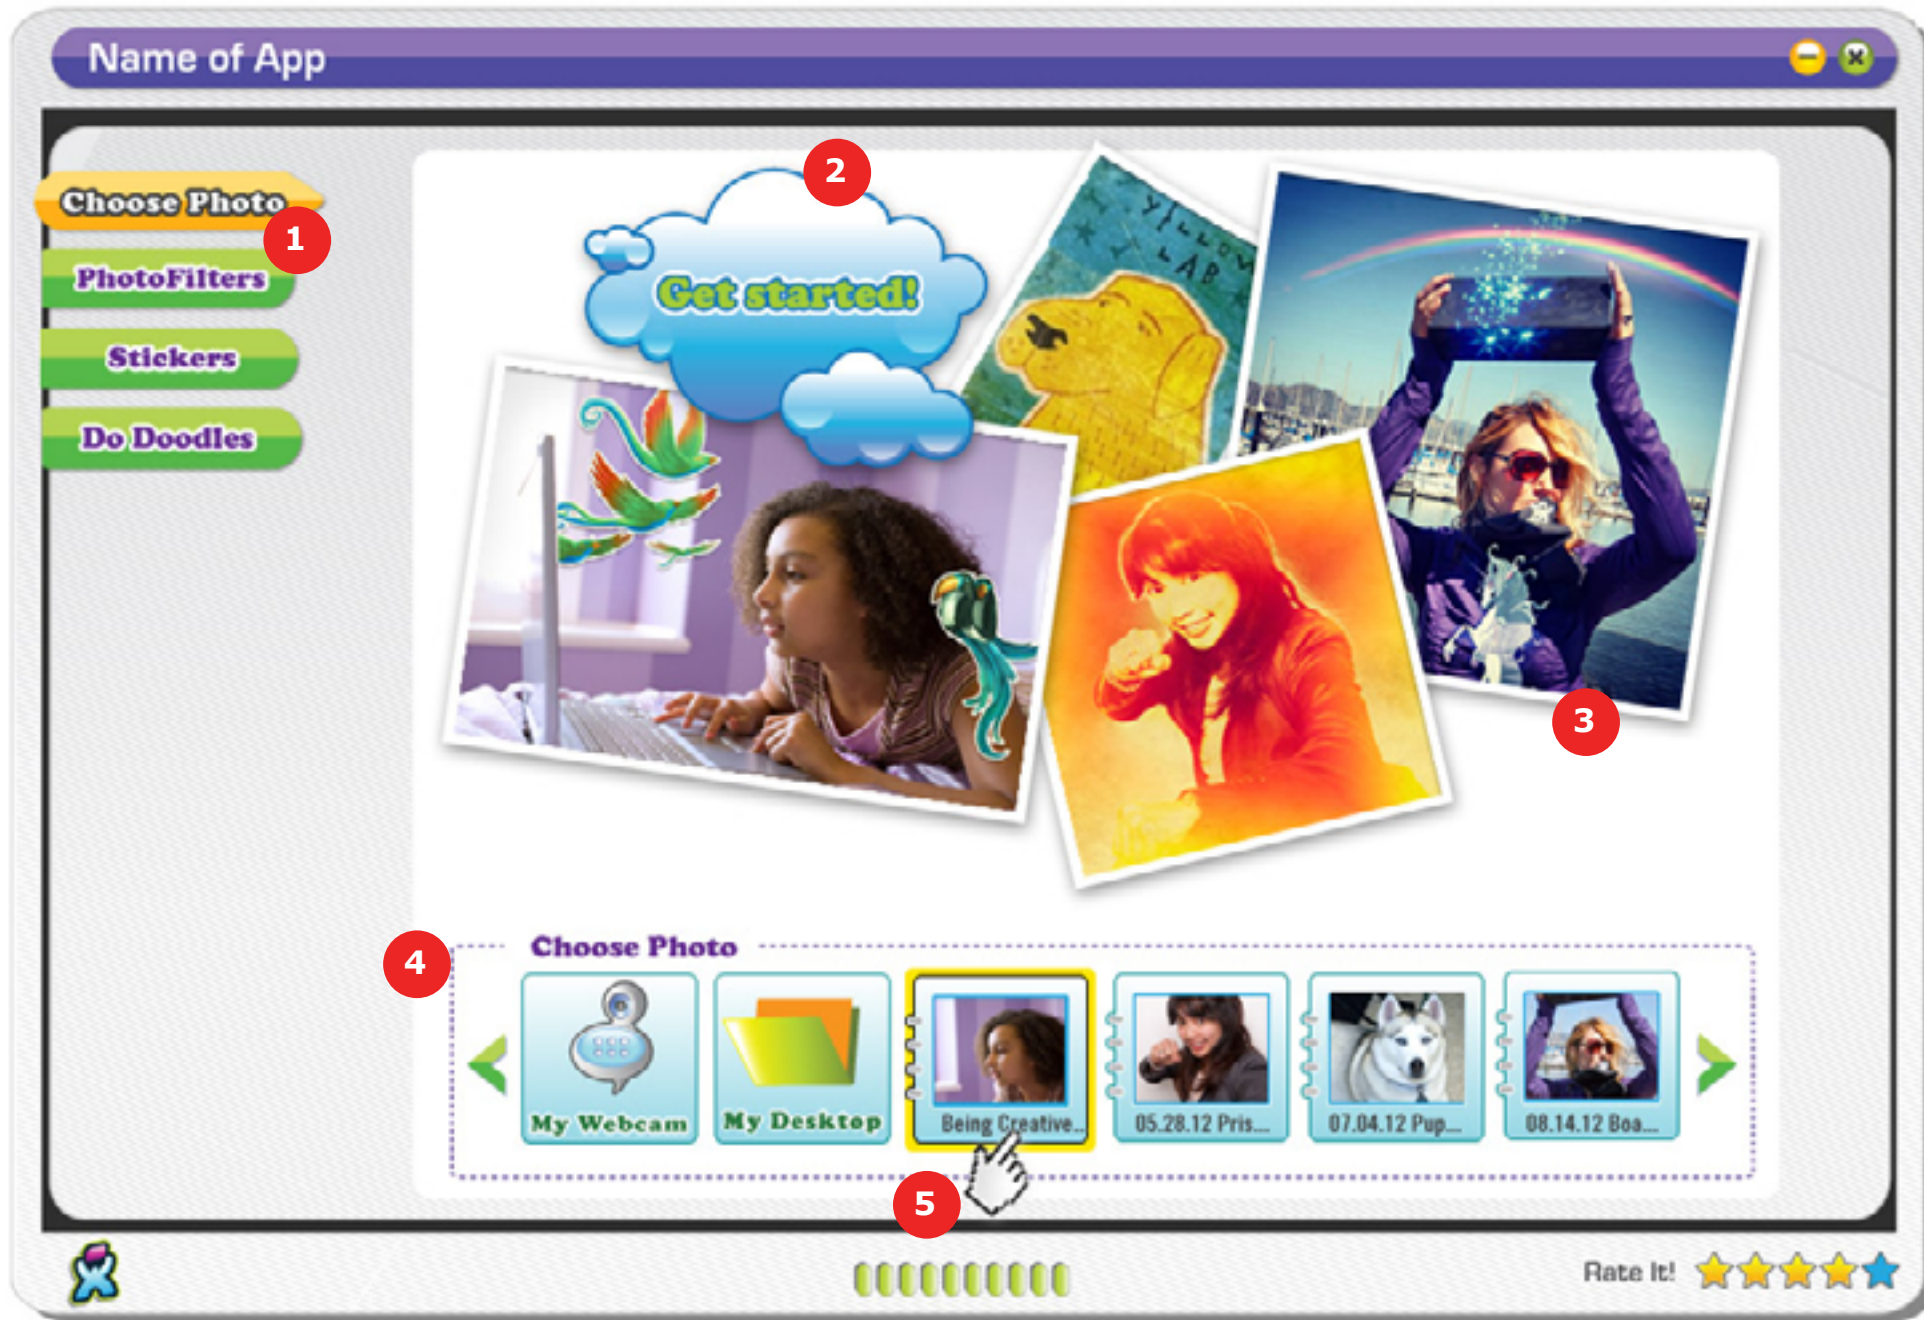 Name of App
Choose Photo
1
PhotoFilters
Stickers
Do Doodles
2
Get started!
YILLOW
LAB
3
4
Choose Photo
My Webcam
My Desktop
Being Creative..
05.28.12 Pris...
07.04.12 Pup...
08.14.12 Boa...
5
Rate It!